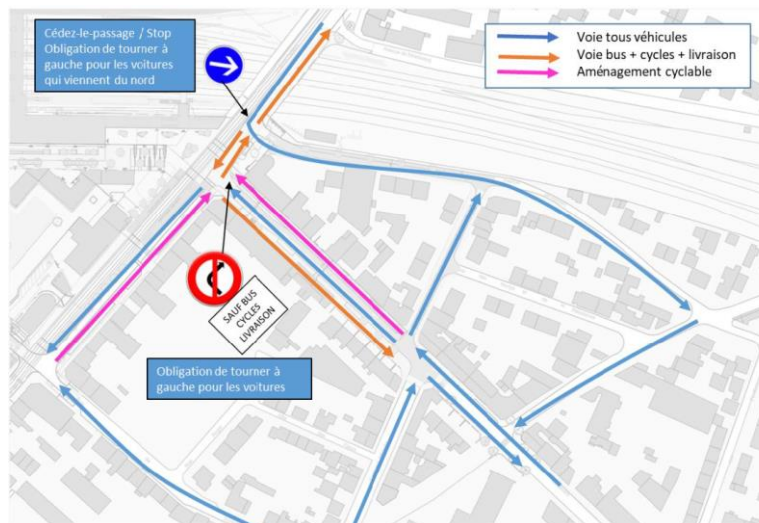 Cédez-le-passage / Stop
Obligation de tourner à
gauche pour les voitures
qui viennent du nord
Voie tous véhicules
Voie bus + cycles + livraison
Aménagement cyclable
SAUF BUS
CYCLES
LIVRAISON
Obligation de tourner à
gauche pour les voitures